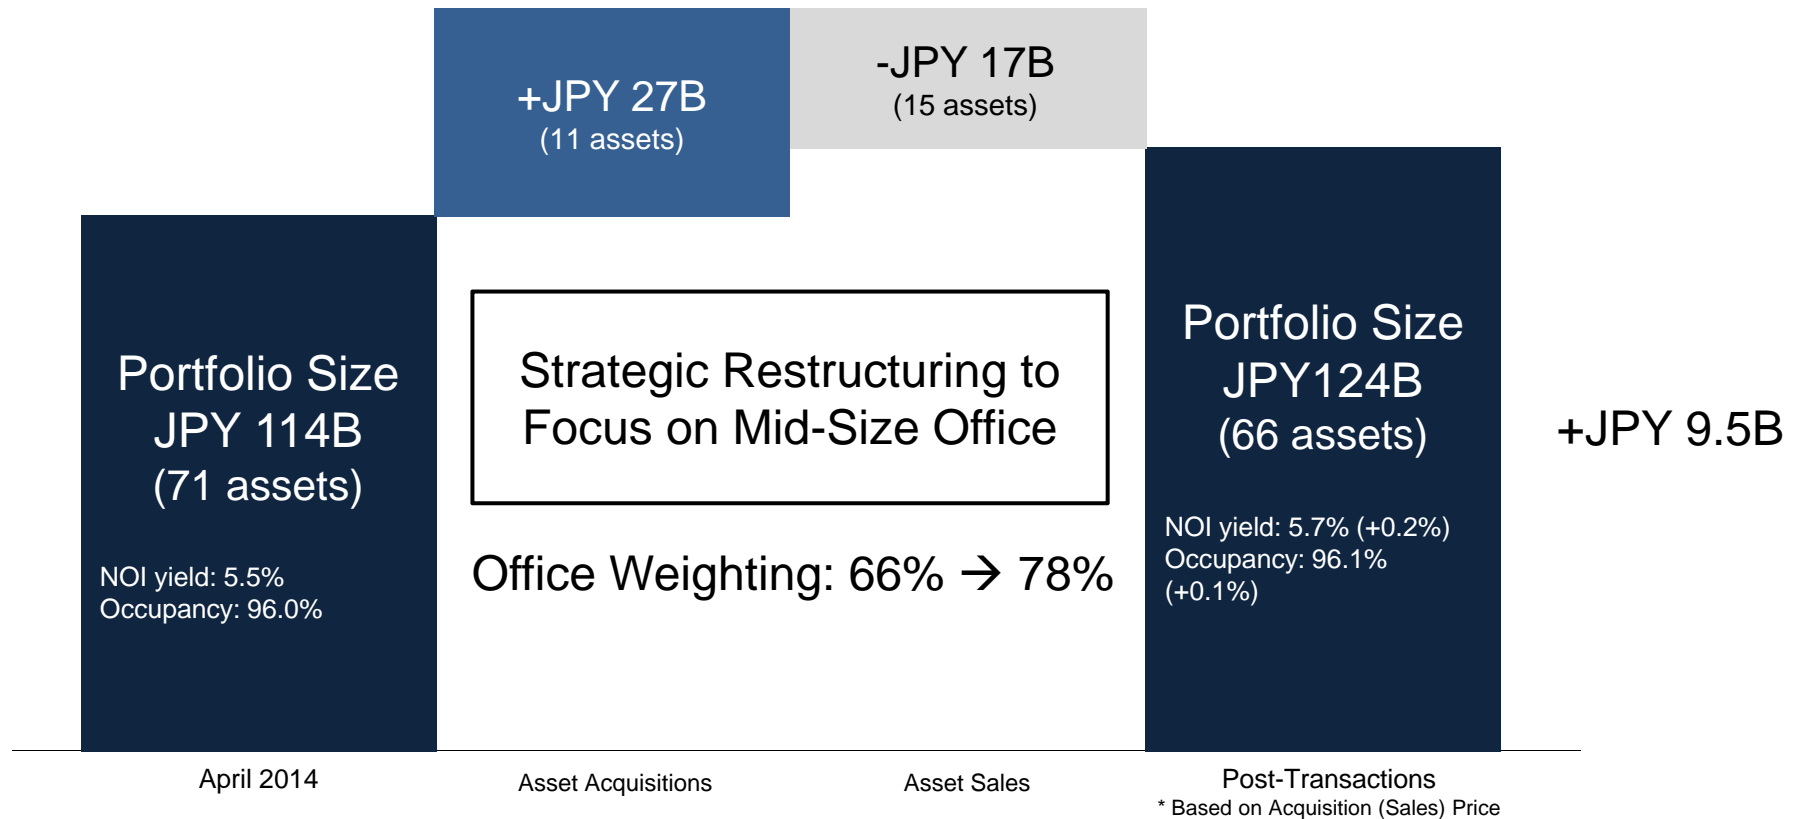 +JPY 27B
(11 assets)
-JPY 17B
(15 assets)
Portfolio Size
JPY 114B
(71 assets)
NOI yield: 5.5%
Occupancy: 96.0%
Strategic Restructuring to
Focus on Mid-Size Office
Office Weighting: 66% → 78%
Portfolio Size
JPY124B
(66 assets)
NOI yield: 5.7% (+0.2%)
Occupancy: 96.1%
(+0.1%)
+JPY 9.5B
April 2014
Asset Acquisitions
Asset Sales
Post-Transactions
* Based on Acquisition (Sales) Price